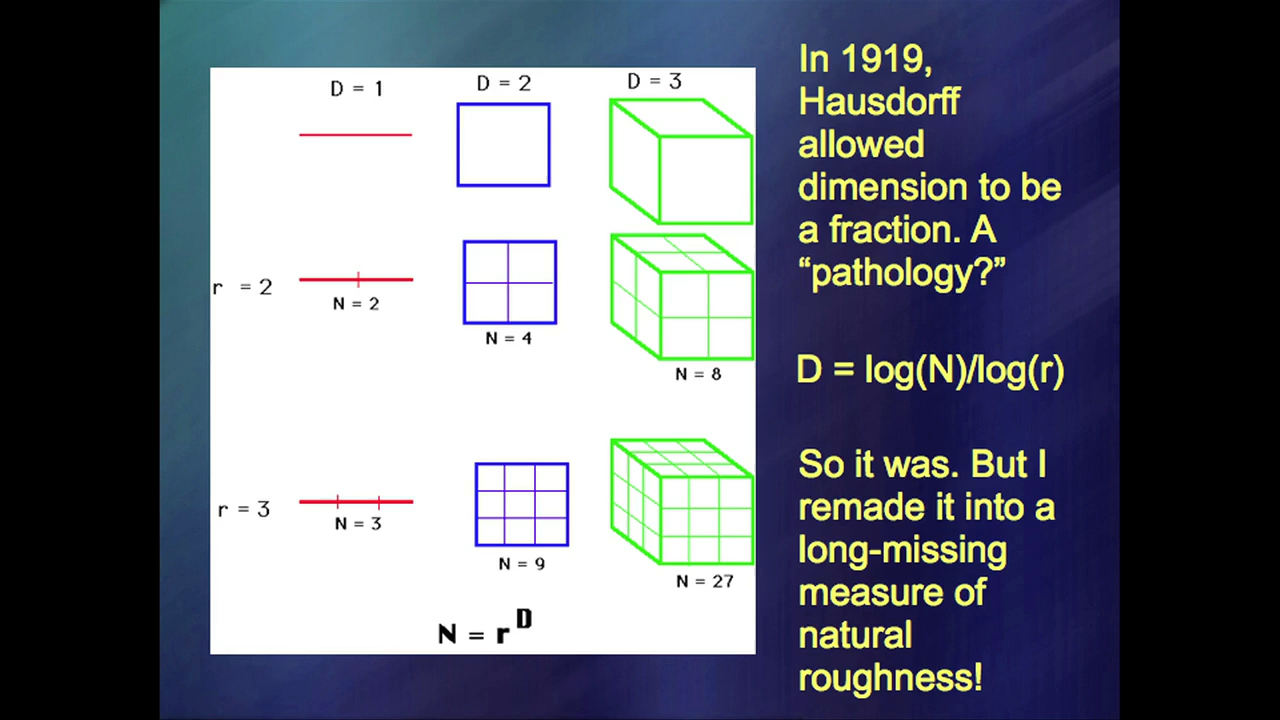 D = 1
D = 2
D = 3
r = 2
N = 2
N = 4
N = 8
r = 3
N = 3
N = 9
N = 27
N = r^D
In 1919,
Hausdorff
allowed
dimension to be
a fraction. A
“pathology?”
D = log(N)/log(r)
So it was. But I
remade it into a
long-missing
measure of
natural
roughness!